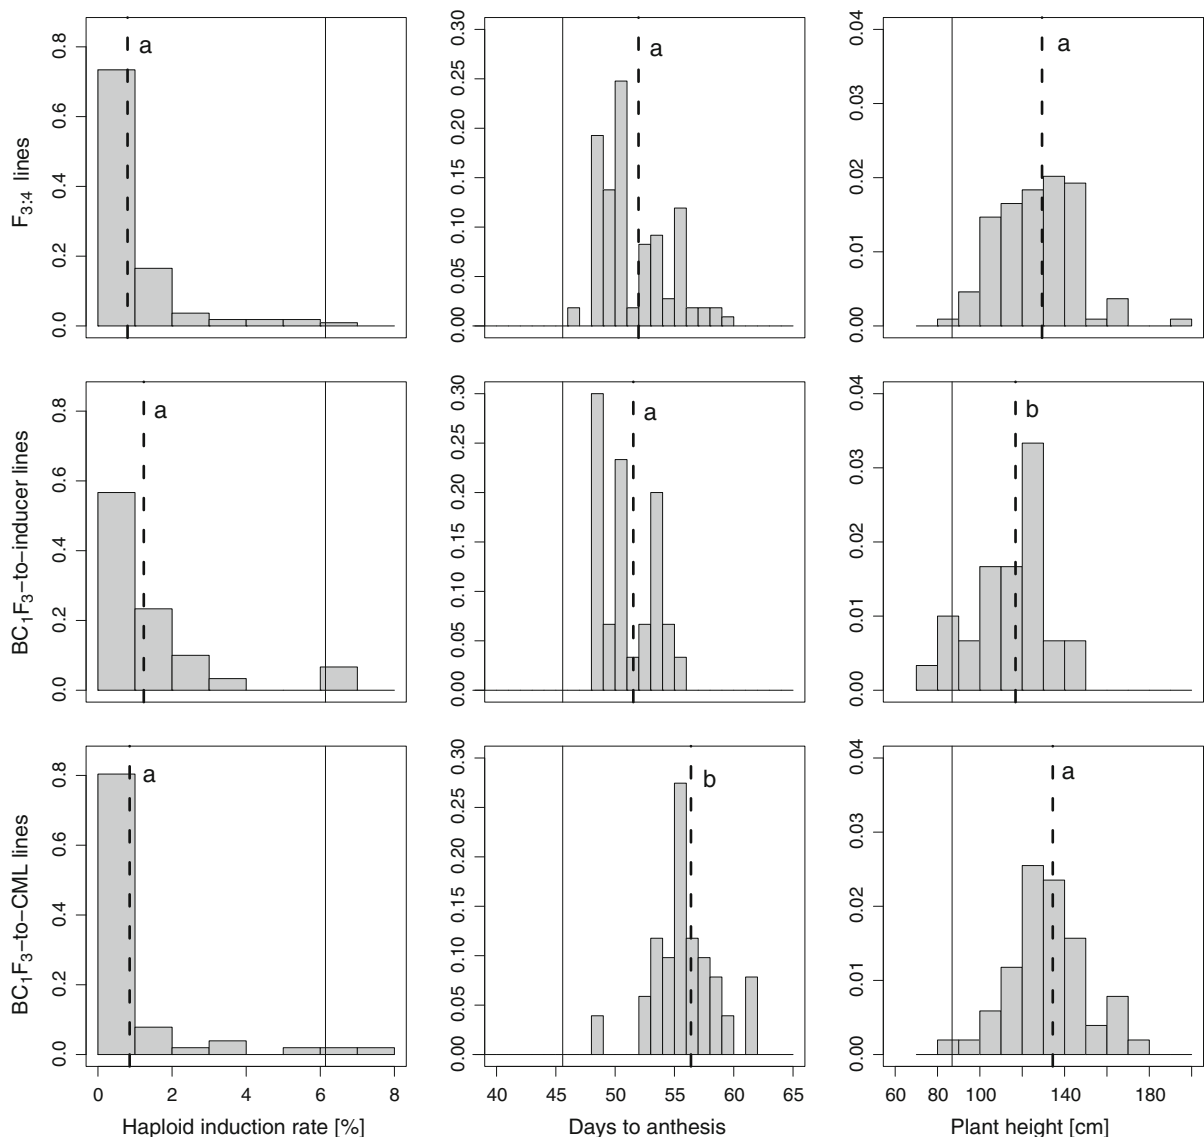 F3:4 lines
0.0 0.2 0.4 0.6 0.8
a
0.00 0.05 0.10 0.15 0.20 0.25 0.30
a
0.00 0.01 0.02 0.03 0.04
a
BC1F3−to−inducer lines
0.0 0.2 0.4 0.6 0.8
a
0.00 0.05 0.10 0.15 0.20 0.25 0.30
a
0.00 0.01 0.02 0.03 0.04
b
BC1F3−to−CML lines
0.0 0.2 0.4 0.6 0.8
a
0.00 0.05 0.10 0.15 0.20 0.25 0.30
b
0.00 0.01 0.02 0.03 0.04
a
0 2 4 6 8
40 45 50 55 60 65
60 80 100 140 180
Haploid induction rate [%]
Days to anthesis
Plant height [cm]